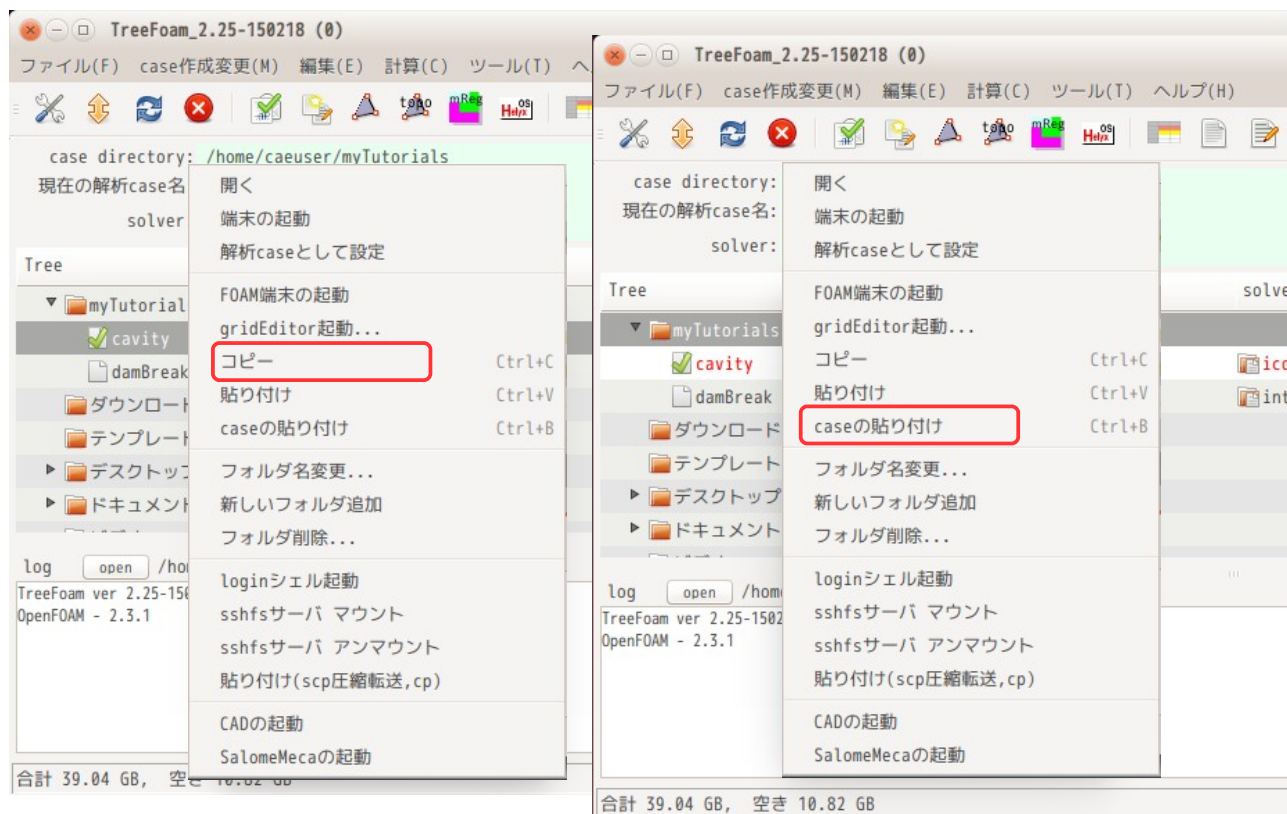 TreeFoam_2.25-150218 (0)
ファイル(F) case作成変更(M) 編集(E) 計算(C) ツール(T) ヘ
topo mReg Helyx OS
case directory: /home/caeuser/myTutorials
現在の解析case名
solver
Tree
myTutorial
cavity
damBreak
ダウンロード
テンプレート
デスクトップ
ドキュメント
log open /ho
TreeFoam ver 2.25-150
OpenFOAM - 2.3.1
合計 39.04 GB, 空き 10.82 GB
開く
端末の起動
解析caseとして設定
FOAM端末の起動
gridEditor起動...
コピー Ctrl+C
貼り付け Ctrl+V
caseの貼り付け Ctrl+B
フォルダ名変更...
新しいフォルダ追加
フォルダ削除...
loginシェル起動
sshfsサーバ マウント
sshfsサーバ アンマウント
貼り付け(scp圧縮転送,cp)
CADの起動
SalomeMecaの起動
TreeFoam_2.25-150218 (0)
ファイル(F) case作成変更(M) 編集(E) 計算(C) ツール(T) ヘルプ(H)
topo mReg Helyx OS
case directory:
現在の解析case名:
solver:
Tree solve
myTutorials
cavity ico
damBreak int
ダウンロード
テンプレート
デスクトップ
ドキュメント
log open /hom
TreeFoam ver 2.25-1502
OpenFOAM - 2.3.1
合計 39.04 GB, 空き 10.82 GB
開く
端末の起動
解析caseとして設定
FOAM端末の起動
gridEditor起動...
コピー Ctrl+C
貼り付け Ctrl+V
caseの貼り付け Ctrl+B
フォルダ名変更...
新しいフォルダ追加
フォルダ削除...
loginシェル起動
sshfsサーバ マウント
sshfsサーバ アンマウント
貼り付け(scp圧縮転送,cp)
CADの起動
SalomeMecaの起動